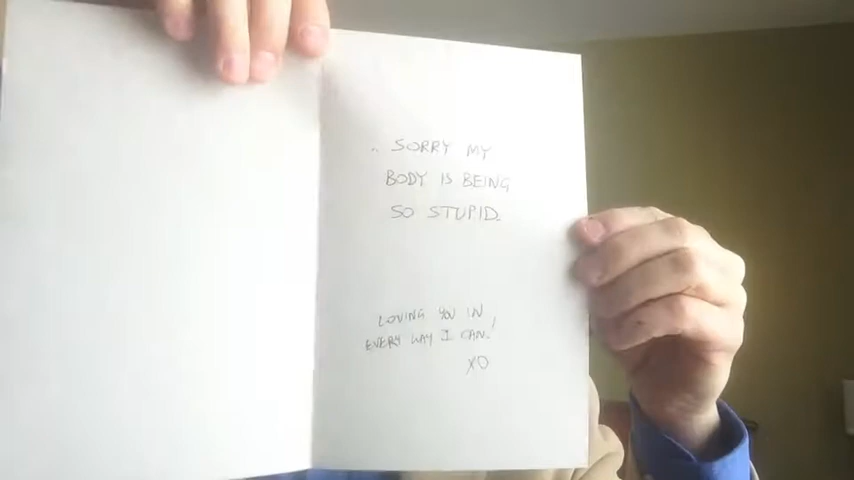 .. SORRY MY
BODY IS BEING
SO STUPID.
LOVING YOU IN
EVERY WAY I CAN!
XO